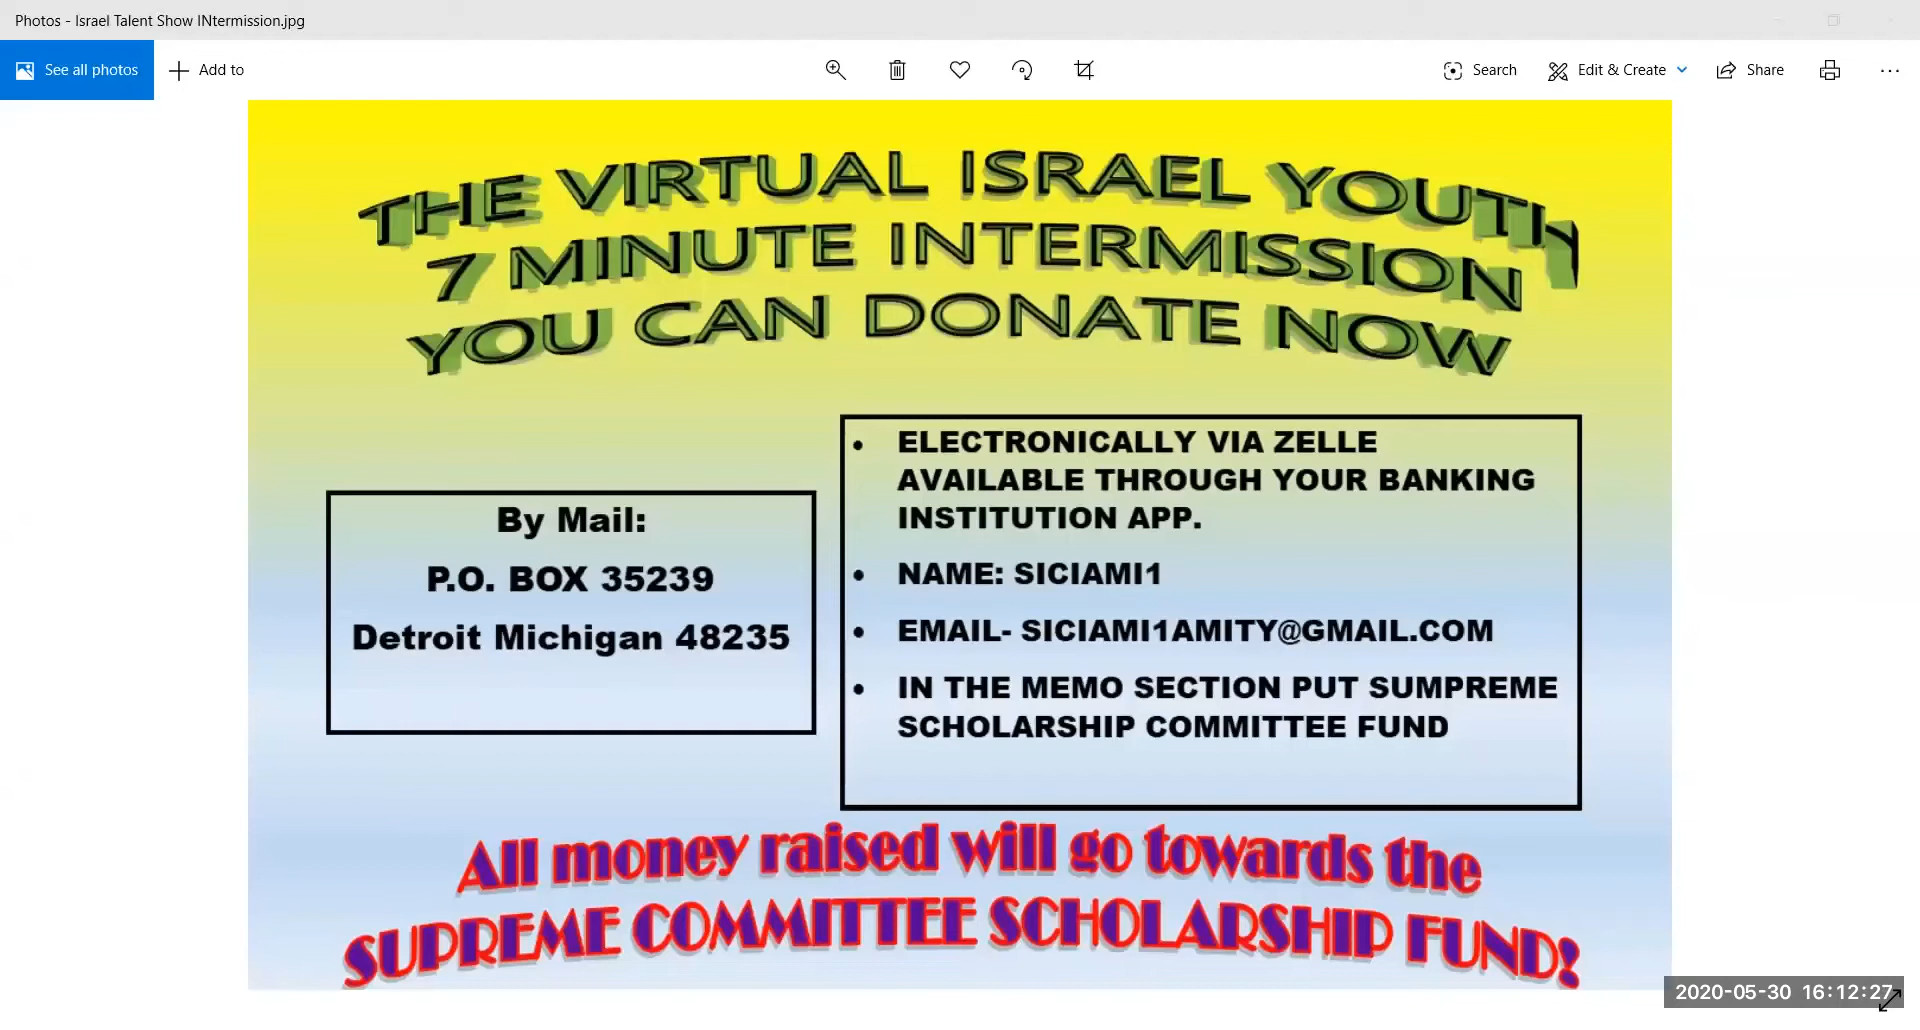 Photos - Israel Talent Show INtermission.jpg
See all photos
Add to
Search
Edit & Create
Share
THE VIRTUAL ISRAEL YOUTH
7 MINUTE INTERMISSION
YOU CAN DONATE NOW
By Mail:
P.O. BOX 35239
Detroit Michigan 48235
• ELECTRONICALLY VIA ZELLE
AVAILABLE THROUGH YOUR BANKING
INSTITUTION APP.
• NAME: SICIAMI1
• EMAIL- SICIAMI1AMITY@GMAIL.COM
• IN THE MEMO SECTION PUT SUMPREME
SCHOLARSHIP COMMITTEE FUND
All money raised will go towards the
SUPREME COMMITTEE SCHOLARSHIP FUND!
2020-05-30 16:12:27